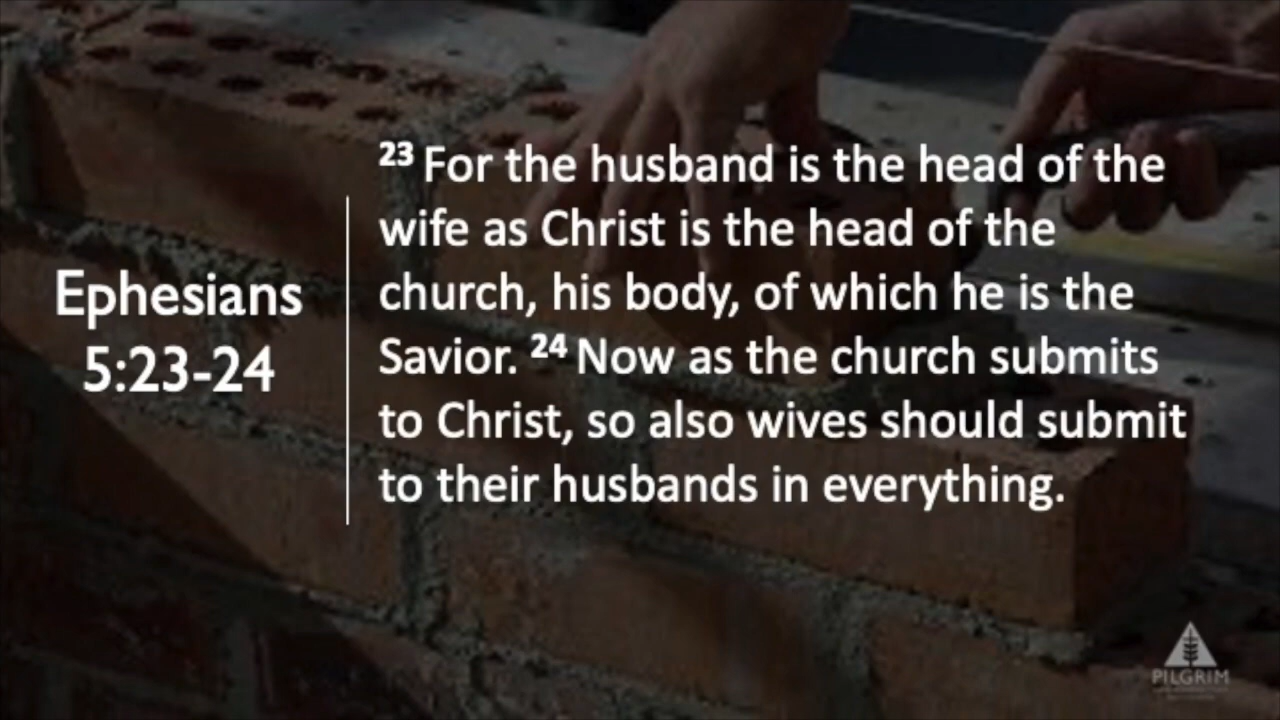 Ephesians
5:23-24
23 For the husband is the head of the
wife as Christ is the head of the
church, his body, of which he is the
Savior. 24 Now as the church submits
to Christ, so also wives should submit
to their husbands in everything.
PILGRIM